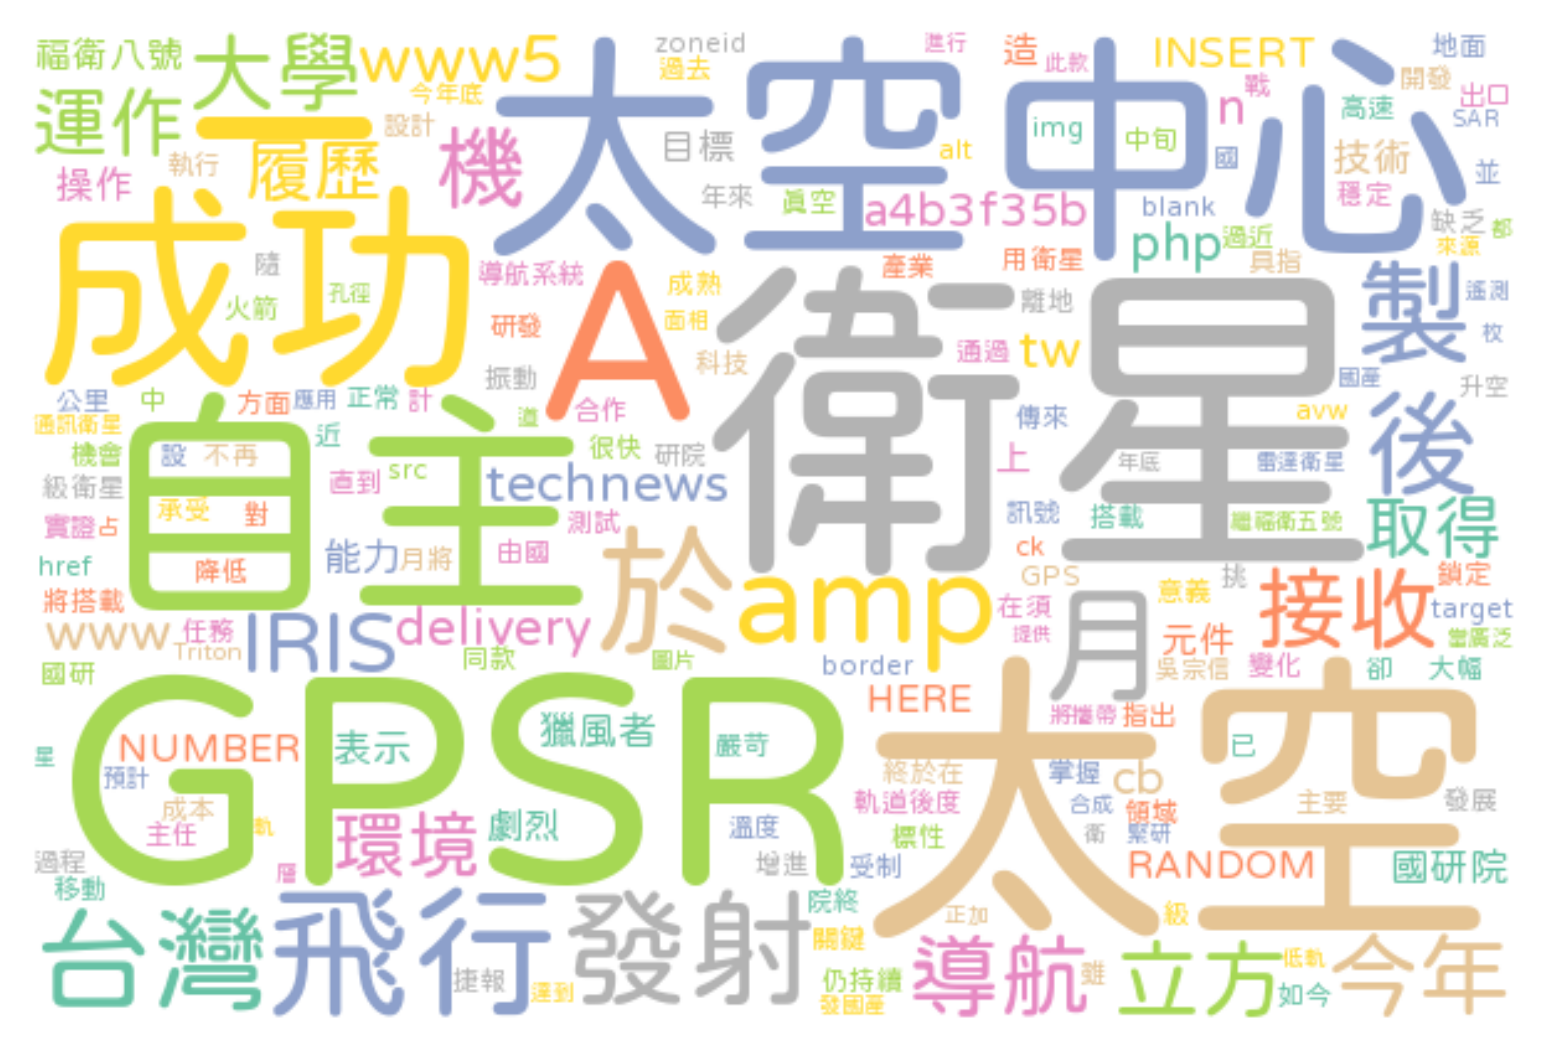 福衛八號 大學 www5 太空中心 zoneid 過去 進行 造 此款 INSERT 地面
運作 今年底 設計 n 戰 開發 出口 高速 SAR
一 履歷 機 目標 alt img 中旬 國 技術 並
操作 執行 年來 眞空 a4b3f35b blank 穩定 缺乏 都
成功 隨 導航系統 成熟 產業 用衛星 php 過近 具指 來源
火箭 孔徑 研發 A 面相 衛星 離地 製 遙測
振動 科技 通過 tw 國產 枚 升空
公里 中 方面 應用 正常 計 道 合作 傳來 avw 後
通訊衛星 自主 近 很快 研院 上 年底 雷達衛星
機會 設 不再 直到 src technews
級衛星 承受 對 測試 訊號 搭載 繼福衛五號 取得
實證 占 能力 月將 由國 於 ck
href 降低 amp GPS 挑 鎖定
將搭載 在須 月 意義 接收 target
www 任務 IRIS delivery 提供 元件 當廣泛
Triton 同款 圖片 border 吳宗信 變化 卻 大幅
國研 HERE 將攜帶 指出 太空
GPSR NUMBER 表示 獵風者 嚴苛 已
星 預計 終於在 掌握 cb
成本 軌道後度 合成 領域 主要 發展
主任 軌 環境 劇烈 溫度 標性 衛 緊研
過程 層 增進 受制 RANDOM 國研院
移動 院終 正加 級
台灣 飛行 發射 關鍵 導航 立方 低軌 今年
捷報 達到 仍持續 雖 如今
發國產